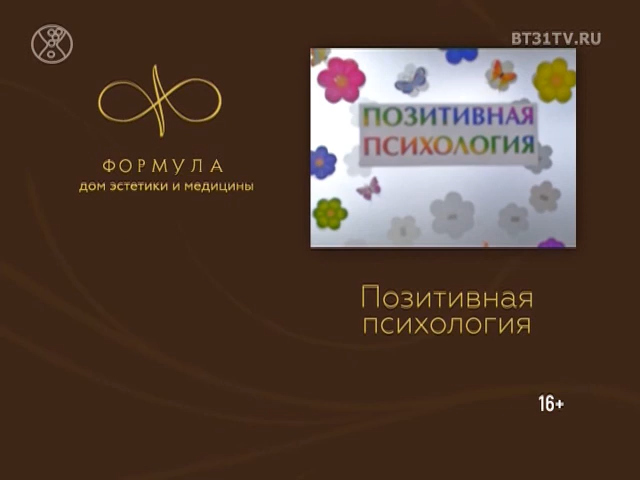 BT31TV.RU
ФОРМУЛА
дом эстетики и медицины
ПОЗИТИВНАЯ
ПСИХОЛОГИЯ
Позитивная
психология
16+